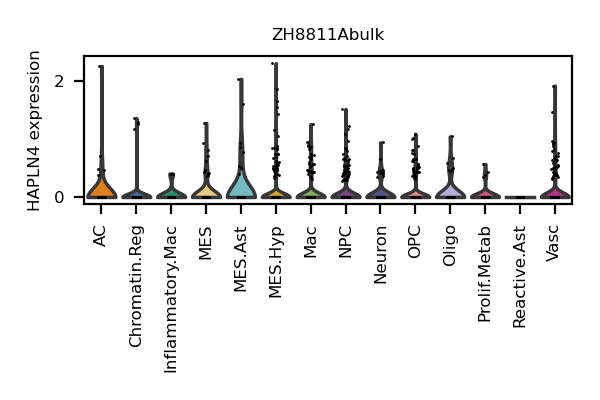 ZH8811Abulk
HAPLN4 expression
2
0
AC
Chromatin.Reg
Inflammatory.Mac
MES
MES.Ast
MES.Hyp
Mac
NPC
Neuron
OPC
Oligo
Prolif.Metab
Reactive.Ast
Vasc